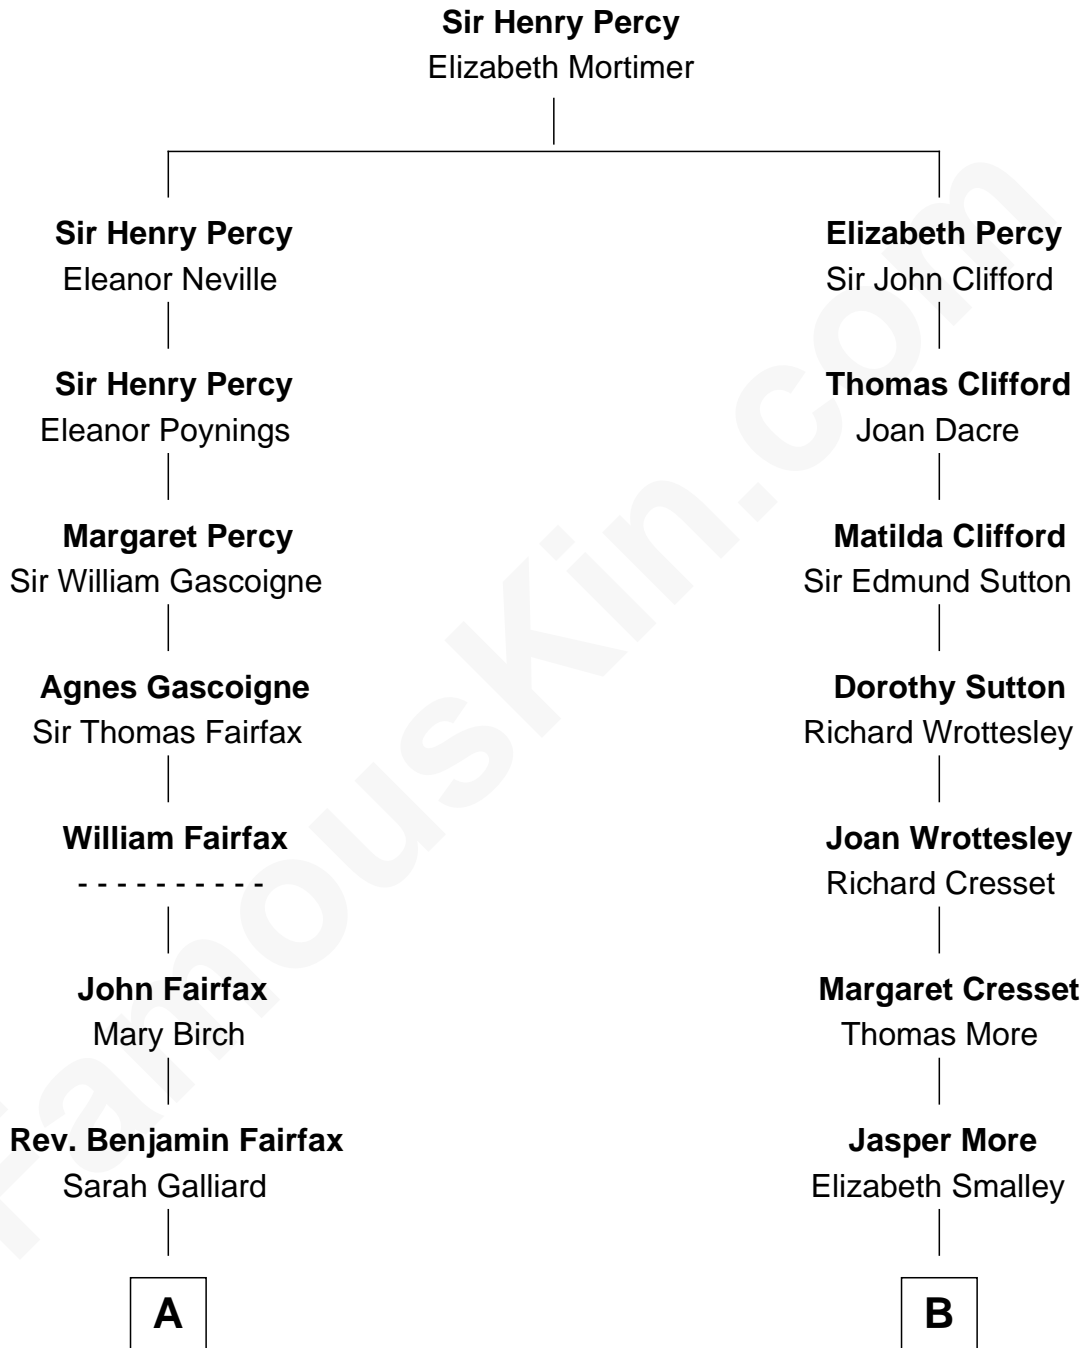 Sir Henry Percy
Elizabeth Mortimer
Sir Henry Percy
Eleanor Neville
Elizabeth Percy
Sir John Clifford
Sir Henry Percy
Eleanor Poynings
Thomas Clifford
Joan Dacre
Margaret Percy
Sir William Gascoigne
Matilda Clifford
Sir Edmund Sutton
Agnes Gascoigne
Sir Thomas Fairfax
Dorothy Sutton
Richard Wrottesley
William Fairfax
- - - - - - - - - -
Joan Wrottesley
Richard Cresset
John Fairfax
Mary Birch
Margaret Cresset
Thomas More
Rev. Benjamin Fairfax
Sarah Galliard
Jasper More
Elizabeth Smalley
A
B
FamousKin.com